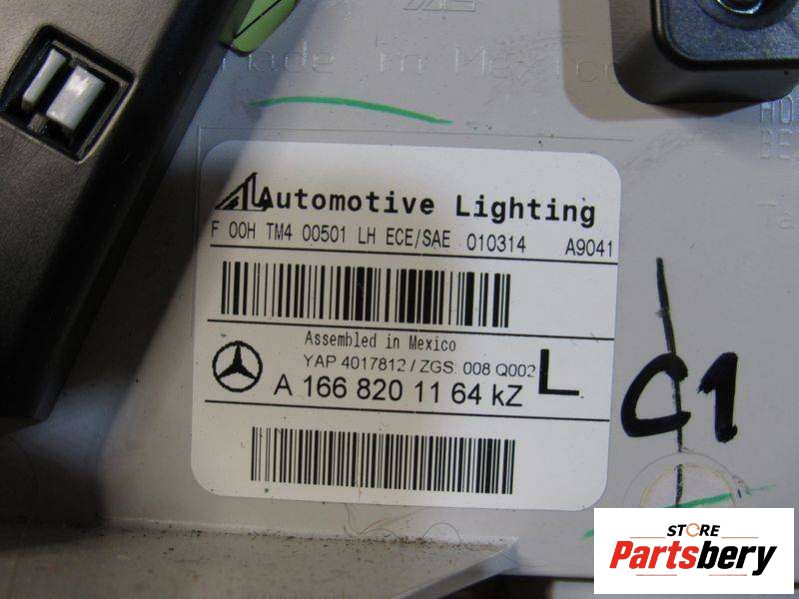 made in Mexico
AL Automotive Lighting
F 00H TM4 00501 LH ECE/SAE 010314 A9041
Assembled in Mexico
YAP 4017812 / ZGS: 008 Q002
L
A 166 820 11 64 kZ
C1
STORE
Partsbery